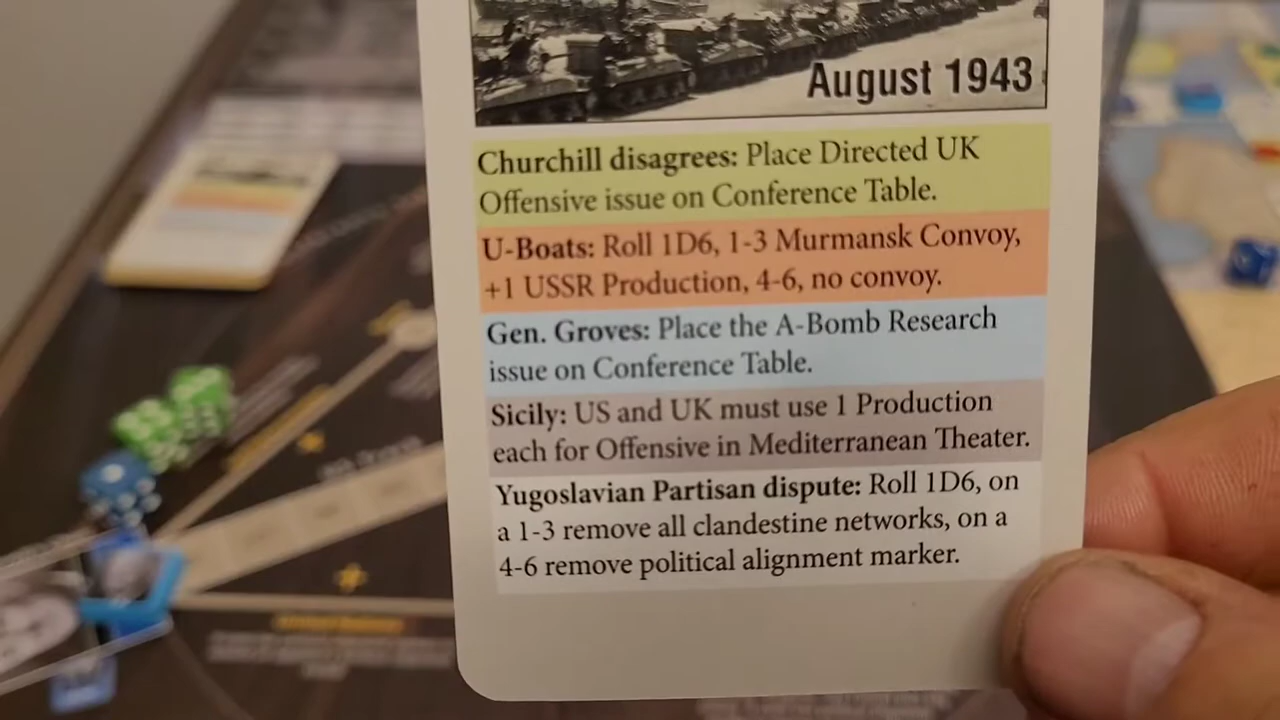 August 1943
Churchill disagrees: Place Directed UK
Offensive issue on Conference Table.
U-Boats: Roll 1D6, 1-3 Murmansk Convoy,
+1 USSR Production, 4-6, no convoy.
Gen. Groves: Place the A-Bomb Research
issue on Conference Table.
Sicily: US and UK must use 1 Production
each for Offensive in Mediterranean Theater.
Yugoslavian Partisan dispute: Roll 1D6, on
a 1-3 remove all clandestine networks, on a
4-6 remove political alignment marker.